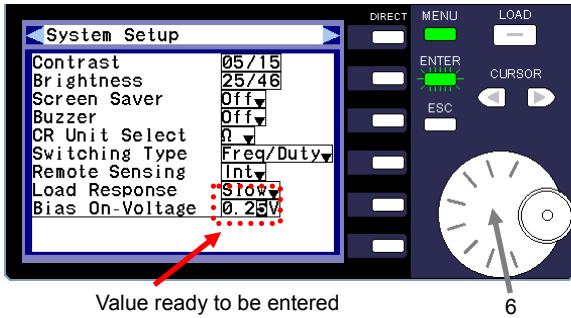 System Setup
Contrast 05/15
Brightness 25/46
Screen Saver Off
Buzzer Off
CR Unit Select Ω
Switching Type Freq/Duty
Remote Sensing Int
Load Response Slow
Bias On-Voltage 0.25V
DIRECT
MENU
LOAD
ENTER
CURSOR
ESC
Value ready to be entered
6